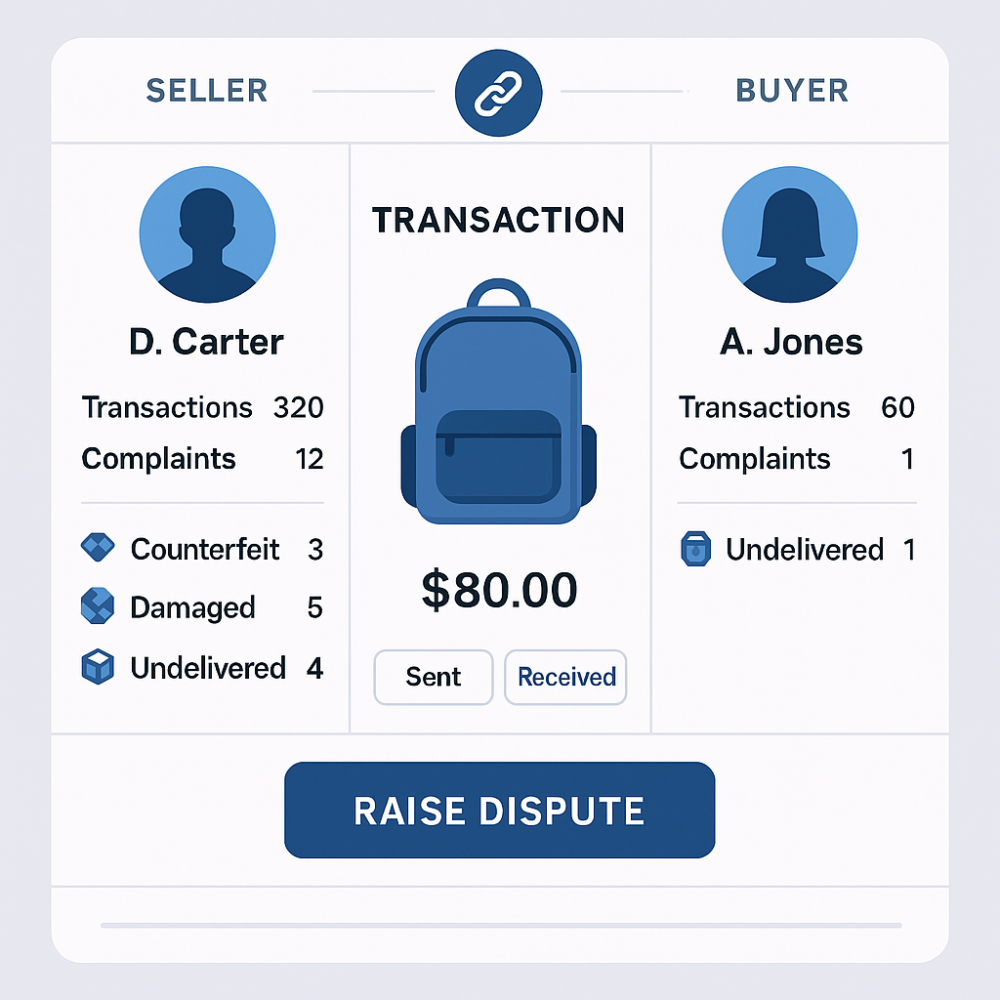 SELLER
BUYER
D. Carter
Transactions 320
Complaints 12
Counterfeit 3
Damaged 5
Undelivered 4
TRANSACTION
$80.00
Sent
Received
A. Jones
Transactions 60
Complaints 1
Undelivered 1
RAISE DISPUTE